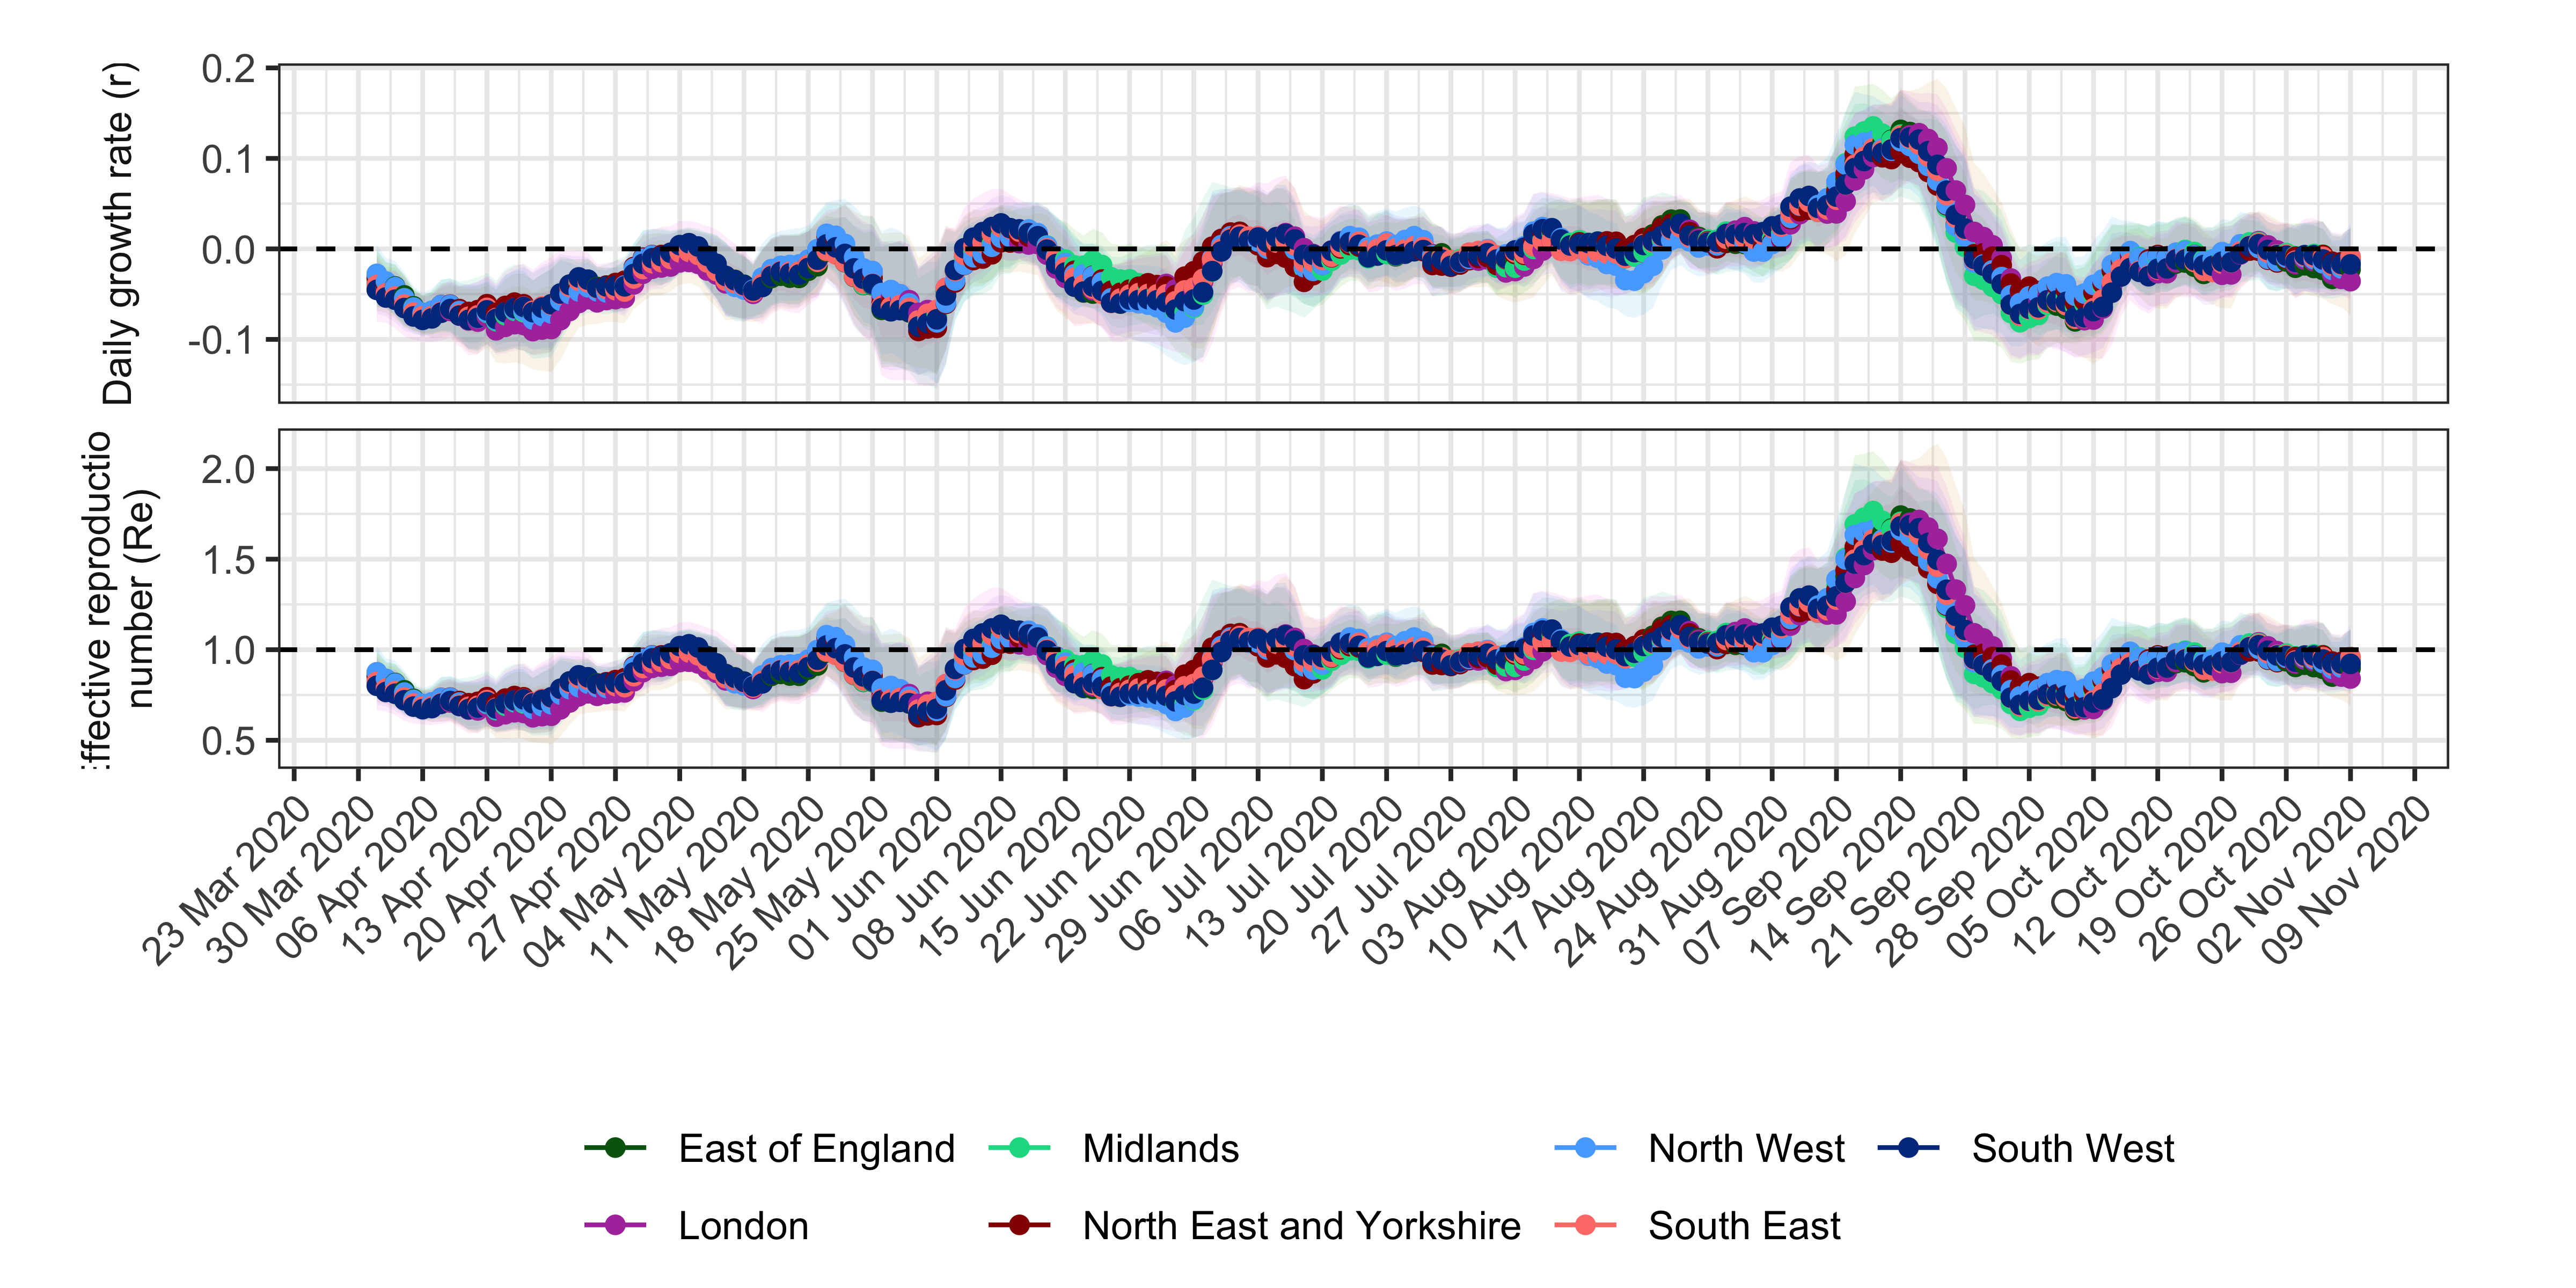 Daily growth rate (r)
0.2
0.1
0.0
-0.1
ffective reproductio
number (Re)
2.0
1.5
1.0
0.5
23 Mar 2020
30 Mar 2020
06 Apr 2020
13 Apr 2020
20 Apr 2020
27 Apr 2020
04 May 2020
11 May 2020
18 May 2020
25 May 2020
01 Jun 2020
08 Jun 2020
15 Jun 2020
22 Jun 2020
29 Jun 2020
06 Jul 2020
13 Jul 2020
20 Jul 2020
27 Jul 2020
03 Aug 2020
10 Aug 2020
17 Aug 2020
24 Aug 2020
31 Aug 2020
07 Sep 2020
14 Sep 2020
21 Sep 2020
28 Sep 2020
05 Oct 2020
12 Oct 2020
19 Oct 2020
26 Oct 2020
02 Nov 2020
09 Nov 2020
East of England
Midlands
North West
South West
London
North East and Yorkshire
South East